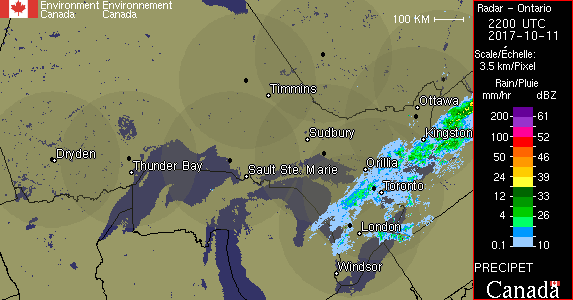 Environment Environnement
Canada Canada
100 KM
Timmins
Ottawa
Kingston
Sudbury
Orillia
Dryden
Thunder Bay
Sault Ste. Marie
Toronto
London
Windsor
Radar - Ontario
2200 UTC
2017-10-11
Scale/Échelle:
3.5 km/Pixel
Rain/Pluie
mm/hr dBZ
200 61
100 52
50 46
24 39
12 33
4 26
0.1 10
PRECIPET
Canada